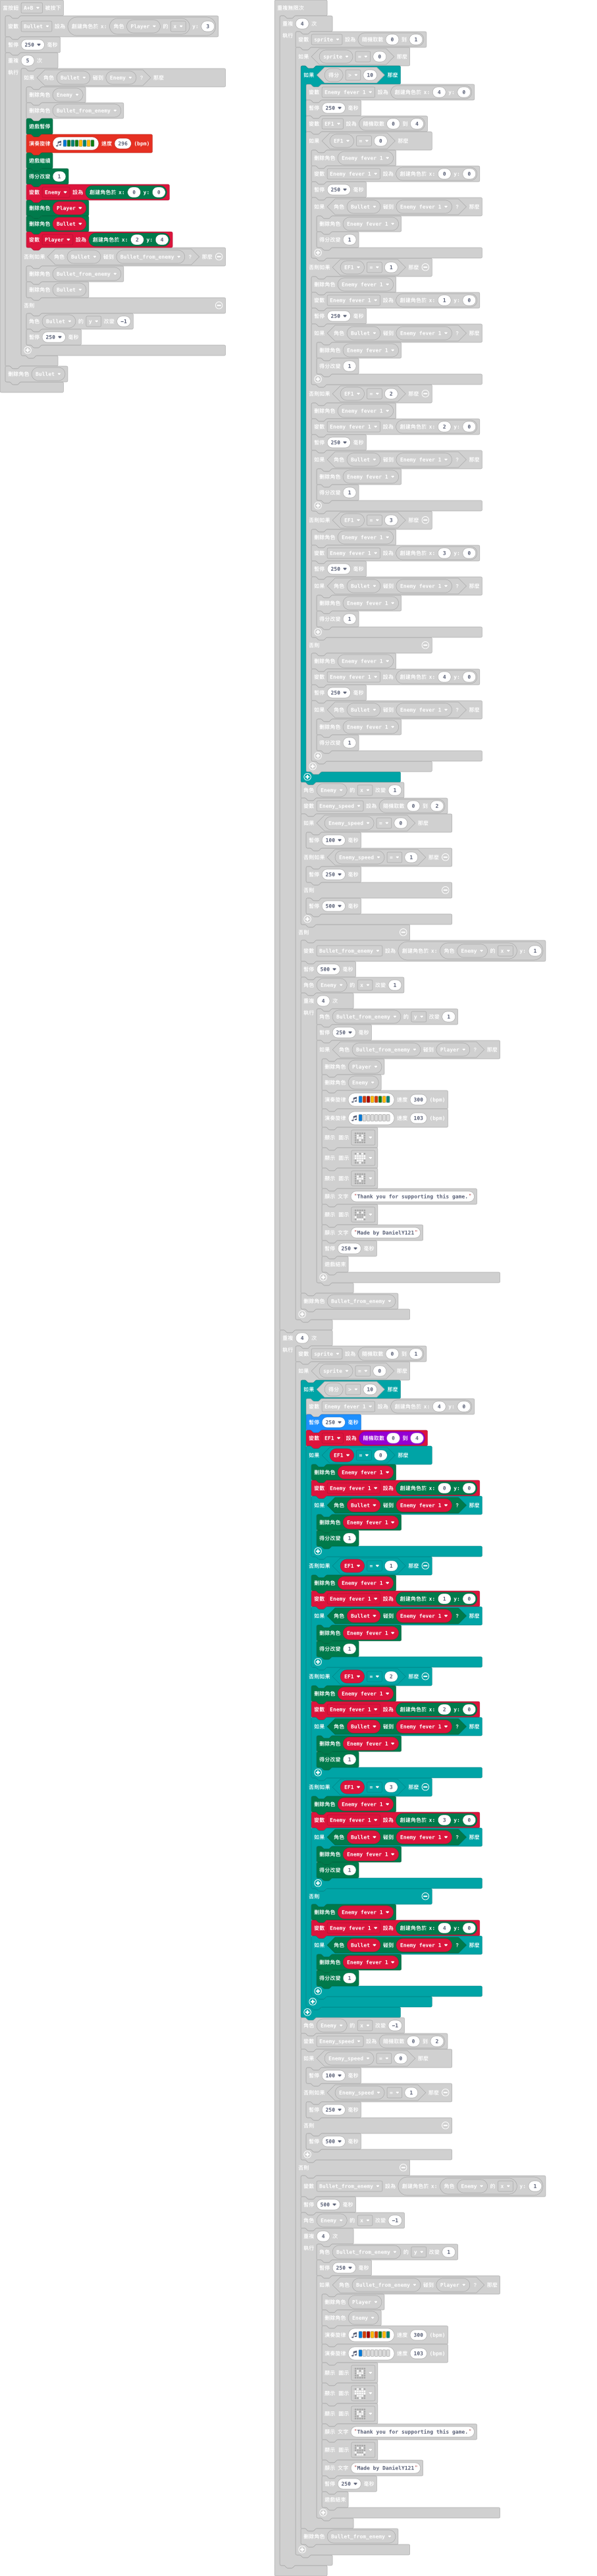 當按鈕 A+B 被按下
變數 Bullet 設為 創建角色於 x: 角色 Player 的 x y: 3
暫停 250 毫秒
重複 3 次
執行
如果 角色 Bullet 碰到 Enemy ? 那麼
刪除角色 Enemy
刪除角色 Bullet_from_enemy
遊戲暫停
演奏旋律 速度 296 (bpm)
遊戲繼續
得分改變 1
變數 Enemy 設為 創建角色於 x: 0 y: 0
刪除角色 Player
刪除角色 Bullet
變數 Player 設為 創建角色於 x: 2 y: 4
否則如果 角色 Bullet 碰到 Bullet_from_enemy ? 那麼
刪除角色 Bullet_from_enemy
刪除角色 Bullet
否則
角色 Bullet 的 y 改變 -1
暫停 250 毫秒
刪除角色 Bullet
重複無限次
重複 4 次
執行
變數 sprite 設為 隨機取數 0 到 1
如果 sprite = 0 那麼
如果 得分 10 那麼
變數 Enemy fever 1 設為 創建角色於 x: 4 y: 0
暫停 250 毫秒
變數 EF1 設為 隨機取數 0 到 4
如果 EF1 = 0 那麼
刪除角色 Enemy fever 1
變數 Enemy fever 1 設為 創建角色於 x: 0 y: 0
暫停 250 毫秒
如果 角色 Bullet 碰到 Enemy fever 1 ? 那麼
刪除角色 Enemy fever 1
得分改變 1
否則如果 EF1 = 1 那麼
刪除角色 Enemy fever 1
變數 Enemy fever 1 設為 創建角色於 x: 1 y: 0
暫停 250 毫秒
如果 角色 Bullet 碰到 Enemy fever 1 ? 那麼
刪除角色 Enemy fever 1
得分改變 1
否則如果 EF1 = 2 那麼
刪除角色 Enemy fever 1
變數 Enemy fever 1 設為 創建角色於 x: 2 y: 0
暫停 250 毫秒
如果 角色 Bullet 碰到 Enemy fever 1 ? 那麼
刪除角色 Enemy fever 1
得分改變 1
否則如果 EF1 = 3 那麼
刪除角色 Enemy fever 1
變數 Enemy fever 1 設為 創建角色於 x: 3 y: 0
暫停 250 毫秒
如果 角色 Bullet 碰到 Enemy fever 1 ? 那麼
刪除角色 Enemy fever 1
得分改變 1
否則
刪除角色 Enemy fever 1
變數 Enemy fever 1 設為 創建角色於 x: 4 y: 0
暫停 250 毫秒
如果 角色 Bullet 碰到 Enemy fever 1 ? 那麼
刪除角色 Enemy fever 1
得分改變 1
角色 Enemy 的 x 改變 1
變數 Enemy_speed 設為 隨機取數 0 到 2
如果 Enemy_speed = 0 那麼
暫停 100 毫秒
否則如果 Enemy_speed = 1 那麼
暫停 250 毫秒
否則
暫停 500 毫秒
否則
變數 Bullet_from_enemy 設為 創建角色於 x: 角色 Enemy 的 x y: 1
暫停 500 毫秒
角色 Enemy 的 x 改變 1
重複 4 次
執行
角色 Bullet_from_enemy 的 y 改變 1
暫停 250 毫秒
如果 角色 Bullet_from_enemy 碰到 Player ? 那麼
刪除角色 Player
刪除角色 Enemy
演奏旋律 速度 300 (bpm)
演奏旋律 速度 103 (bpm)
顯示 圖示
顯示 圖示
顯示 圖示
顯示 文字 "Thank you for supporting this game."
顯示 圖示
顯示 文字 "Made by DanielY121"
暫停 250 毫秒
遊戲結束
刪除角色 Bullet_from_enemy
重複 4 次
執行
變數 sprite 設為 隨機取數 0 到 1
如果 sprite = 0 那麼
如果 得分 10 那麼
變數 Enemy fever 1 設為 創建角色於 x: 4 y: 0
暫停 250 毫秒
變數 EF1 設為 隨機取數 0 到 4
如果 EF1 = 0 那麼
刪除角色 Enemy fever 1
變數 Enemy fever 1 設為 創建角色於 x: 0 y: 0
如果 角色 Bullet 碰到 Enemy fever 1 ? 那麼
刪除角色 Enemy fever 1
得分改變 1
否則如果 EF1 = 1 那麼
刪除角色 Enemy fever 1
變數 Enemy fever 1 設為 創建角色於 x: 1 y: 0
如果 角色 Bullet 碰到 Enemy fever 1 ? 那麼
刪除角色 Enemy fever 1
得分改變 1
否則如果 EF1 = 2 那麼
刪除角色 Enemy fever 1
變數 Enemy fever 1 設為 創建角色於 x: 2 y: 0
如果 角色 Bullet 碰到 Enemy fever 1 ? 那麼
刪除角色 Enemy fever 1
得分改變 1
否則如果 EF1 = 3 那麼
刪除角色 Enemy fever 1
變數 Enemy fever 1 設為 創建角色於 x: 3 y: 0
如果 角色 Bullet 碰到 Enemy fever 1 ? 那麼
刪除角色 Enemy fever 1
得分改變 1
否則
刪除角色 Enemy fever 1
變數 Enemy fever 1 設為 創建角色於 x: 4 y: 0
如果 角色 Bullet 碰到 Enemy fever 1 ? 那麼
刪除角色 Enemy fever 1
得分改變 1
角色 Enemy 的 x 改變 -1
變數 Enemy_speed 設為 隨機取數 0 到 2
如果 Enemy_speed = 0 那麼
暫停 100 毫秒
否則如果 Enemy_speed = 1 那麼
暫停 250 毫秒
否則
暫停 500 毫秒
否則
變數 Bullet_from_enemy 設為 創建角色於 x: 角色 Enemy 的 x y: 1
暫停 500 毫秒
角色 Enemy 的 x 改變 -1
重複 4 次
執行
角色 Bullet_from_enemy 的 y 改變 1
暫停 250 毫秒
如果 角色 Bullet_from_enemy 碰到 Player ? 那麼
刪除角色 Player
刪除角色 Enemy
演奏旋律 速度 300 (bpm)
演奏旋律 速度 103 (bpm)
顯示 圖示
顯示 圖示
顯示 圖示
顯示 文字 "Thank you for supporting this game."
顯示 圖示
顯示 文字 "Made by DanielY121"
暫停 250 毫秒
遊戲結束
刪除角色 Bullet_from_enemy